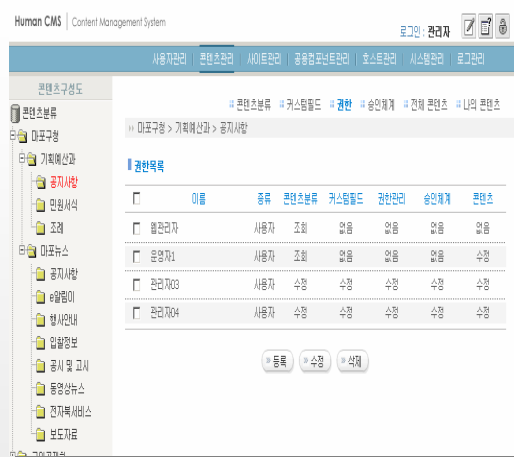 Human CMS | Content Management System
로그인 : 관리자
사용자관리 | 콘텐츠관리 | 사이트관리 | 공용컴포넌트관리 | 호스트관리 | 시스템관리 | 로그관리
콘텐츠구성도
콘텐츠분류
마포구청
기획예산과
공지사항
민원서식
조례
마포뉴스
공지사항
e알림이
행사안내
입찰정보
공시 및 고시
동영상뉴스
전자북서비스
보도자료
콘텐츠분류 커스텀필드 권한 승인체계 전체 콘텐츠 나의 콘텐츠
마포구청 > 기획예산과 > 공지사항
권한목록
이름 종류 콘텐츠분류 커스텀필드 권한관리 승인체계 콘텐츠
웹관리자 사용자 조회 없음 없음 없음 없음
운영자1 사용자 조회 없음 없음 없음 수정
관리자03 사용자 수정 수정 수정 수정 수정
관리자04 사용자 수정 수정 수정 수정 수정
등록 수정 삭제